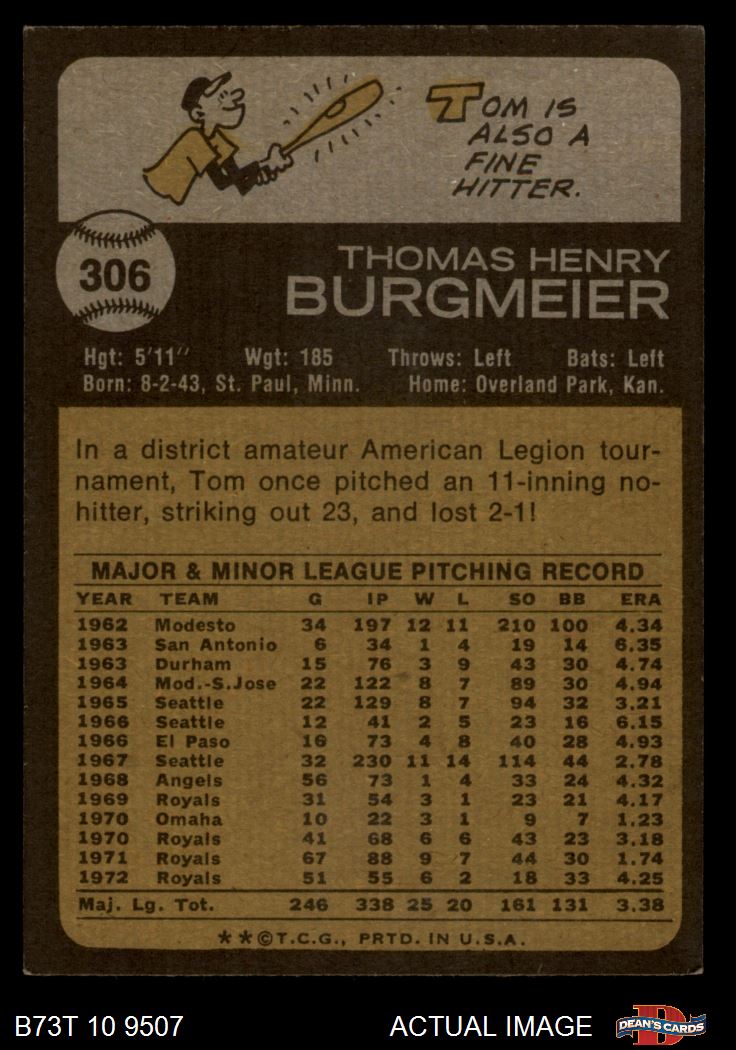 TOM IS
ALSO A
FINE
HITTER.
306
THOMAS HENRY
BURGMEIER
Hgt: 5'11" Wgt: 185 Throws: Left Bats: Left
Born: 8-2-43, St. Paul, Minn. Home: Overland Park, Kan.
In a district amateur American Legion tour-
nament, Tom once pitched an 11-inning no-
hitter, striking out 23, and lost 2-1!
MAJOR & MINOR LEAGUE PITCHING RECORD
YEAR TEAM G IP W L SO BB ERA
1962 Modesto 34 197 12 11 210 100 4.34
1963 San Antonio 6 34 1 4 19 14 6.35
1963 Durham 15 76 3 9 43 30 4.74
1964 Mod.-S.Jose 22 122 8 7 89 30 4.94
1965 Seattle 22 129 8 7 94 32 3.21
1966 Seattle 12 41 2 5 23 16 6.15
1966 El Paso 16 73 4 8 40 28 4.93
1967 Seattle 32 230 11 14 114 44 2.78
1968 Angels 56 73 1 4 33 24 4.32
1969 Royals 31 54 3 1 23 21 4.17
1970 Omaha 10 22 3 1 9 7 1.23
1970 Royals 41 68 6 6 43 23 3.18
1971 Royals 67 88 9 7 44 30 1.74
1972 Royals 51 55 6 2 18 33 4.25
Maj. Lg. Tot. 246 338 25 20 161 131 3.38
**©T.C.G., PRTD. IN U.S.A.
B73T 10 9507 ACTUAL IMAGE D DEAN'S CARDS